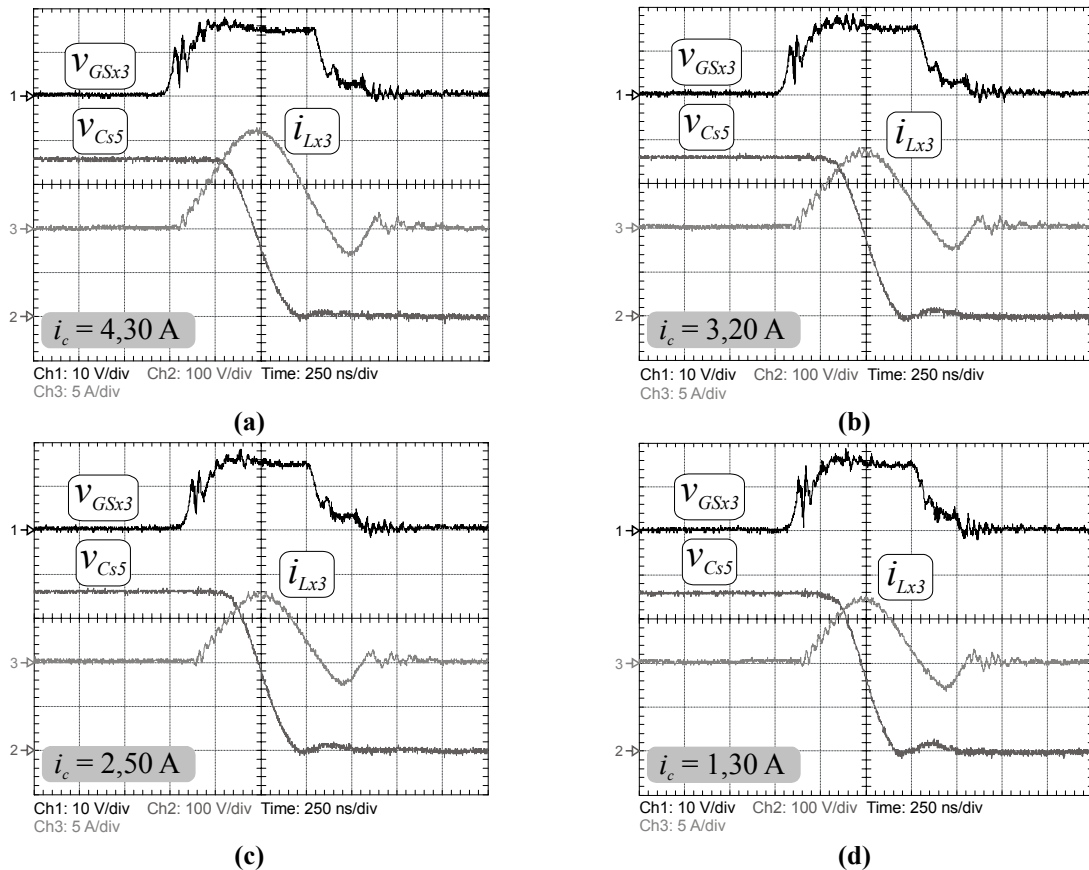 v_GSx3
v_Cs5
i_Lx3
1
3
2
i_c = 4,30 A
Ch1: 10 V/div Ch2: 100 V/div Time: 250 ns/div
Ch3: 5 A/div
(a)
v_GSx3
v_Cs5
i_Lx3
1
3
2
i_c = 3,20 A
Ch1: 10 V/div Ch2: 100 V/div Time: 250 ns/div
Ch3: 5 A/div
(b)
v_GSx3
v_Cs5
i_Lx3
1
3
2
i_c = 2,50 A
Ch1: 10 V/div Ch2: 100 V/div Time: 250 ns/div
Ch3: 5 A/div
(c)
v_GSx3
v_Cs5
i_Lx3
1
3
2
i_c = 1,30 A
Ch1: 10 V/div Ch2: 100 V/div Time: 250 ns/div
Ch3: 5 A/div
(d)